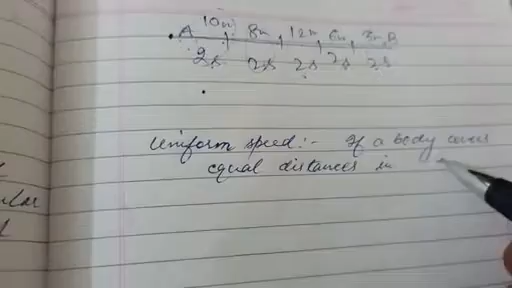 A 10m 8m 12m 6m 3m B
2s 2s 2s 2s 2s
Uniform speed:- If a body covers
equal distances in